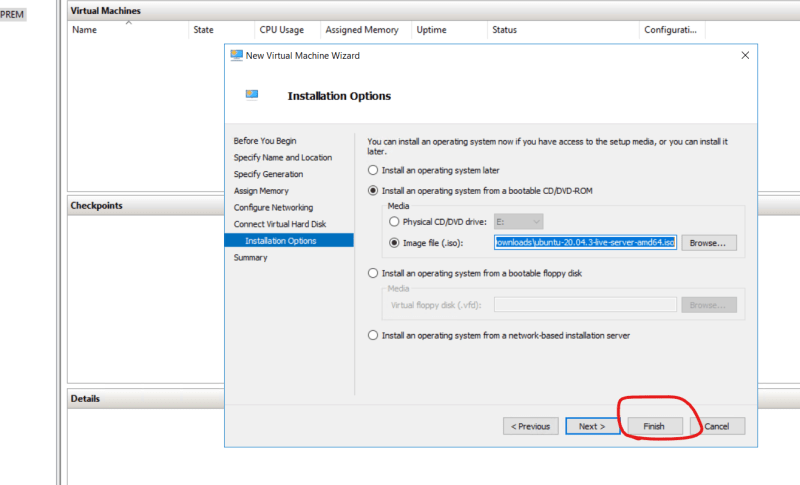 PREM
Virtual Machines
Name State CPU Usage Assigned Memory Uptime Status Configurati...
New Virtual Machine Wizard
Installation Options
Before You Begin
Specify Name and Location
Specify Generation
Assign Memory
Configure Networking
Connect Virtual Hard Disk
Installation Options
Summary
You can install an operating system now if you have access to the setup media, or you can install it
later.
Install an operating system later
Install an operating system from a bootable CD/DVD-ROM
Media
Physical CD/DVD drive: E:
Image file (.iso): ownloads\ubuntu-20.04.3-live-server-amd64.iso Browse...
Install an operating system from a bootable floppy disk
Media
Virtual floppy disk (.vfd): Browse...
Install an operating system from a network-based installation server
Checkpoints
Details
< Previous Next > Finish Cancel